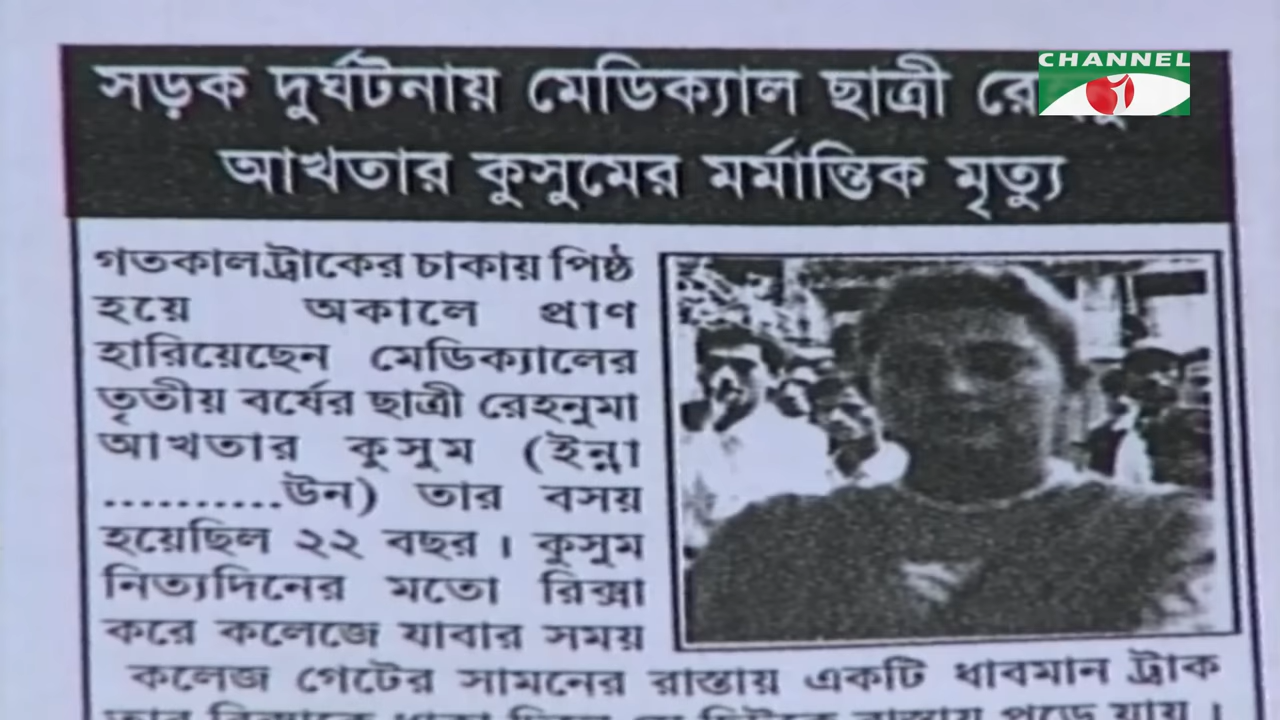 CHANNEL
সড়ক দুর্ঘটনায় মেডিক্যাল ছাত্রী
আখতার কুসুমের মর্মান্তিক মৃত্যু
গতকাল ট্রাকের চাকায় পিষ্ঠ
হয়ে অকালে প্রাণ
হারিয়েছেন মেডিক্যালের
তৃতীয় বর্ষের ছাত্রী রেহনুমা
আখতার কুসুম (ইন্না
..........উন) তার বসয়
হয়েছিল ২২ বছর। কুসুম
নিত্যদিনের মতো রিক্সা
করে কলেজে যাবার সময়
কলেজ গেটের সামনের রাস্তায় একটি ধাবমান ট্রাক